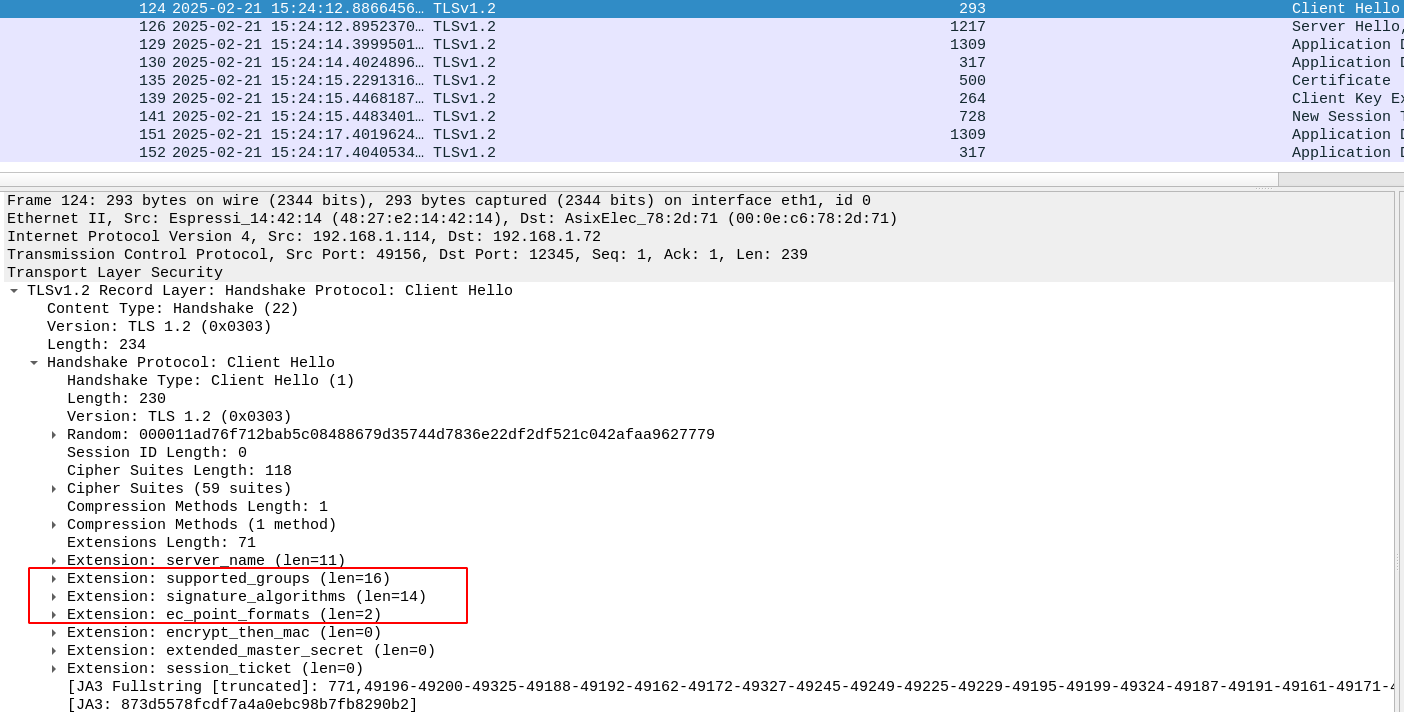 124 2025-02-21 15:24:12.8866456… TLSv1.2 293 Client Hello
126 2025-02-21 15:24:12.8952370… TLSv1.2 1217 Server Hello,
129 2025-02-21 15:24:14.3999501… TLSv1.2 1309 Application D
130 2025-02-21 15:24:14.4024896… TLSv1.2 317 Application D
135 2025-02-21 15:24:15.2291316… TLSv1.2 500 Certificate
139 2025-02-21 15:24:15.4468187… TLSv1.2 264 Client Key Ex
141 2025-02-21 15:24:15.4483401… TLSv1.2 728 New Session T
151 2025-02-21 15:24:17.4019624… TLSv1.2 1309 Application D
152 2025-02-21 15:24:17.4040534… TLSv1.2 317 Application D
Frame 124: 293 bytes on wire (2344 bits), 293 bytes captured (2344 bits) on interface eth1, id 0
Ethernet II, Src: Espressi_14:42:14 (48:27:e2:14:42:14), Dst: AsixElec_78:2d:71 (00:0e:c6:78:2d:71)
Internet Protocol Version 4, Src: 192.168.1.114, Dst: 192.168.1.72
Transmission Control Protocol, Src Port: 49156, Dst Port: 12345, Seq: 1, Ack: 1, Len: 239
Transport Layer Security
TLSv1.2 Record Layer: Handshake Protocol: Client Hello
Content Type: Handshake (22)
Version: TLS 1.2 (0x0303)
Length: 234
Handshake Protocol: Client Hello
Handshake Type: Client Hello (1)
Length: 230
Version: TLS 1.2 (0x0303)
Random: 000011ad76f712bab5c08488679d35744d7836e22df2df521c042afaa9627779
Session ID Length: 0
Cipher Suites Length: 118
Cipher Suites (59 suites)
Compression Methods Length: 1
Compression Methods (1 method)
Extensions Length: 71
Extension: server_name (len=11)
Extension: supported_groups (len=16)
Extension: signature_algorithms (len=14)
Extension: ec_point_formats (len=2)
Extension: encrypt_then_mac (len=0)
Extension: extended_master_secret (len=0)
Extension: session_ticket (len=0)
[JA3 Fullstring [truncated]: 771,49196-49200-49325-49188-49192-49162-49172-49327-49245-49249-49225-49229-49195-49199-49324-49187-49191-49161-49171-4
[JA3: 873d5578fcdf7a4a0ebc98b7fb8290b2]